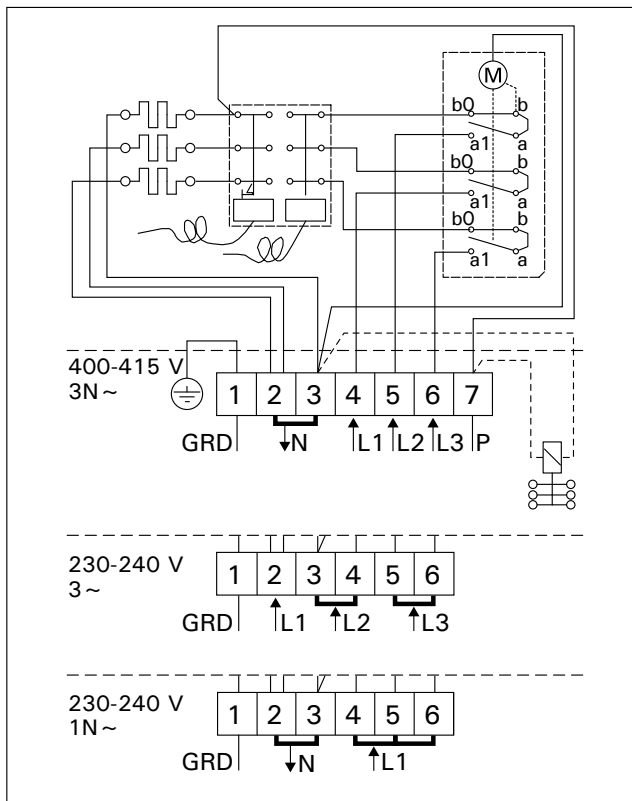 M
b0 b
a1 a
b0 b
a1 a
b0 b
a1 a
400-415 V
3N~
1 2 3 4 5 6 7
GRD N L1 L2 L3 P
230-240 V
3~
1 2 3 4 5 6
GRD L1 L2 L3
230-240 V
1N~
1 2 3 4 5 6
GRD N L1